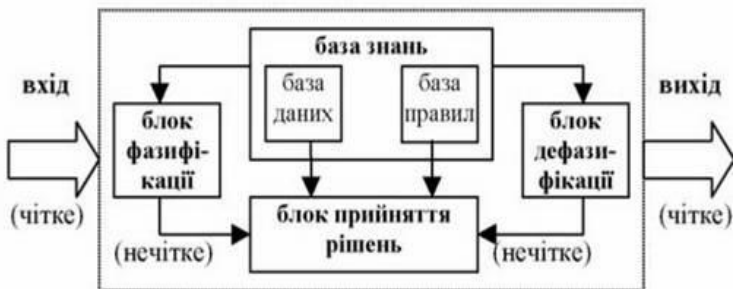 база знань
вхід
база
даних
база
правил
вихід
блок
фазифі-
кації
блок
дефази-
фікації
(чітке)
(чітке)
блок прийняття
рішень
(нечітке)
(нечітке)